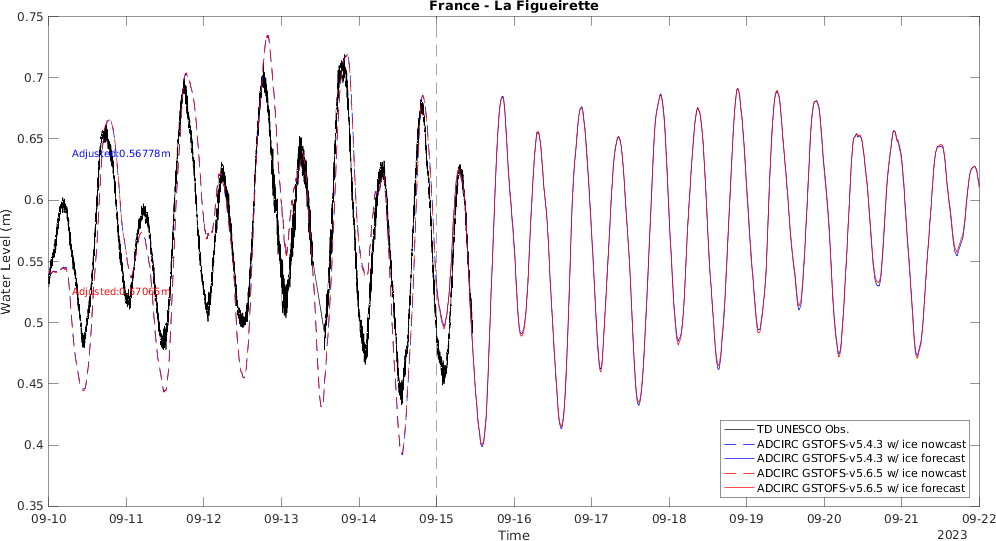 France - La Figueirette
0.75
0.7
0.65
0.6
0.55
0.5
0.45
0.4
0.35
Water Level (m)
Adjusted:0.56778m
Adjusted:0.57065m
TD UNESCO Obs.
ADCIRC GSTOFS-v5.4.3 w/ ice nowcast
ADCIRC GSTOFS-v5.4.3 w/ ice forecast
ADCIRC GSTOFS-v5.6.5 w/ ice nowcast
ADCIRC GSTOFS-v5.6.5 w/ ice forecast
09-10 09-11 09-12 09-13 09-14 09-15 09-16 09-17 09-18 09-19 09-20 09-21 09-22
Time
2023